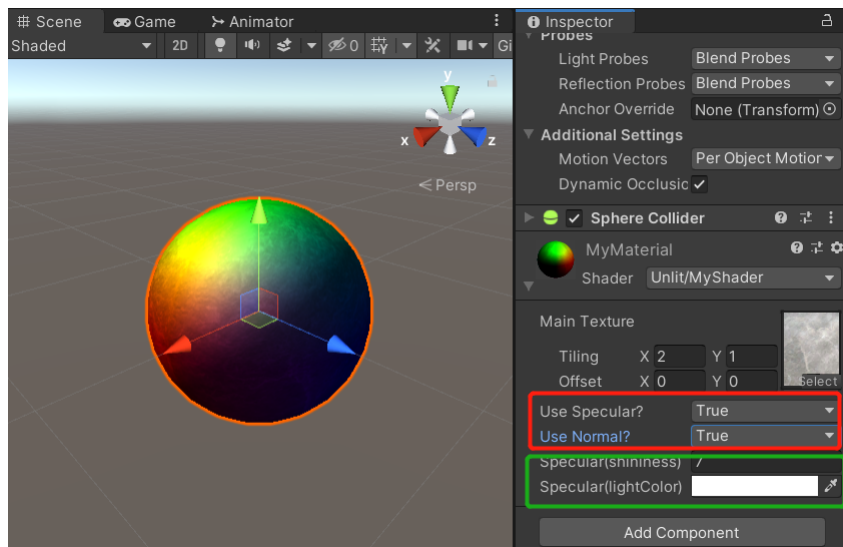 Scene Game Animator
Shaded 2D 0 Gi
y
x z
Persp
Inspector
Probes
Light Probes Blend Probes
Reflection Probes Blend Probes
Anchor Override None (Transform)
Additional Settings
Motion Vectors Per Object Motior
Dynamic Occlusic
Sphere Collider
MyMaterial
Shader Unlit/MyShader
Main Texture
Tiling X 2 Y 1
Offset X 0 Y 0 Select
Use Specular? True
Use Normal? True
Specular(shininess) 7
Specular(lightColor)
Add Component